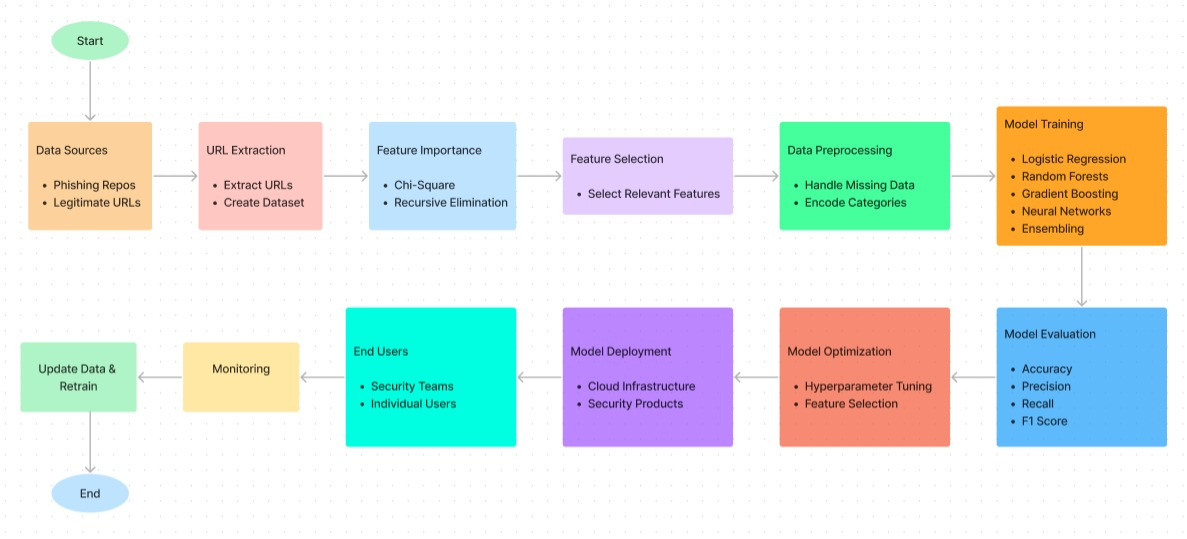 Start
Data Sources
• Phishing Repos
• Legitimate URLs
URL Extraction
• Extract URLs
• Create Dataset
Feature Importance
• Chi-Square
• Recursive Elimination
Feature Selection
• Select Relevant Features
Data Preprocessing
• Handle Missing Data
• Encode Categories
Model Training
• Logistic Regression
• Random Forests
• Gradient Boosting
• Neural Networks
• Ensembling
Model Evaluation
• Accuracy
• Precision
• Recall
• F1 Score
Model Optimization
• Hyperparameter Tuning
• Feature Selection
Model Deployment
• Cloud Infrastructure
• Security Products
End Users
• Security Teams
• Individual Users
Monitoring
Update Data &
Retrain
End